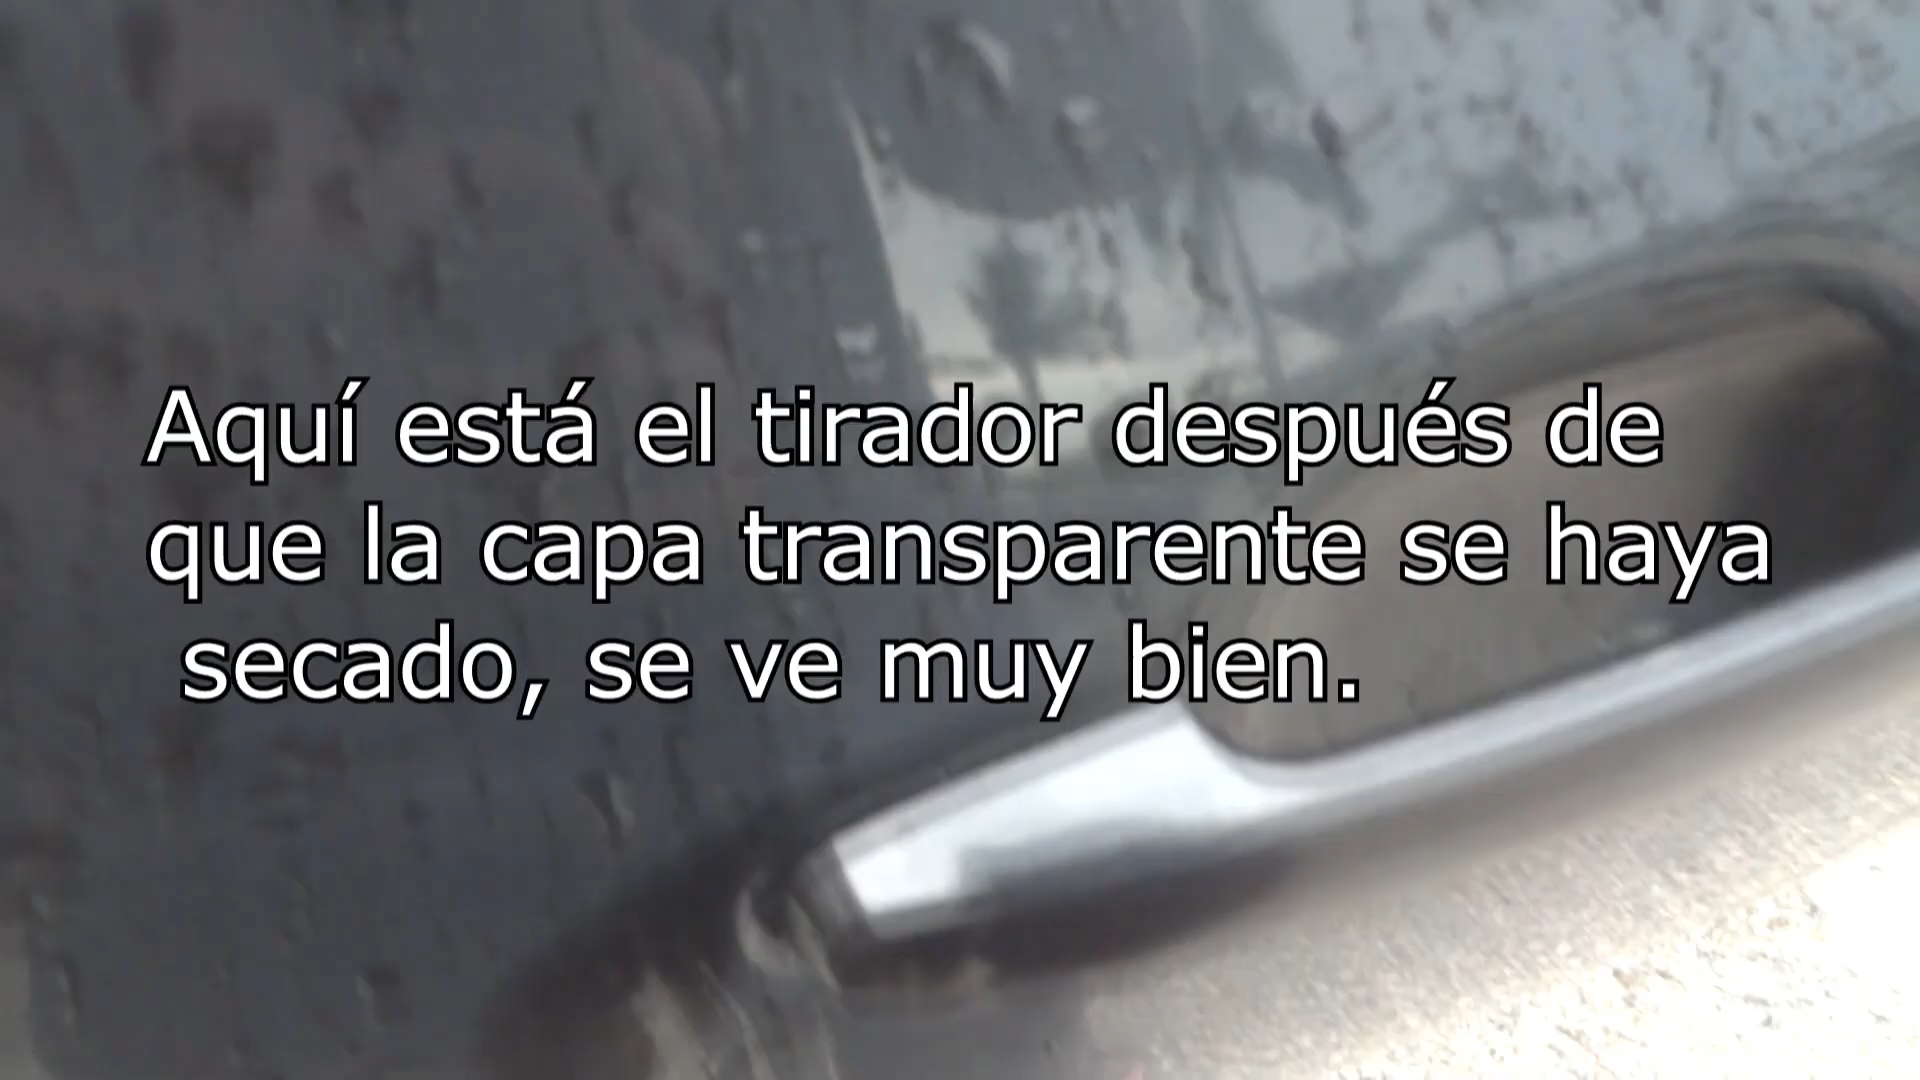 Aquí está el tirador después de
que la capa transparente se haya
secado, se ve muy bien.